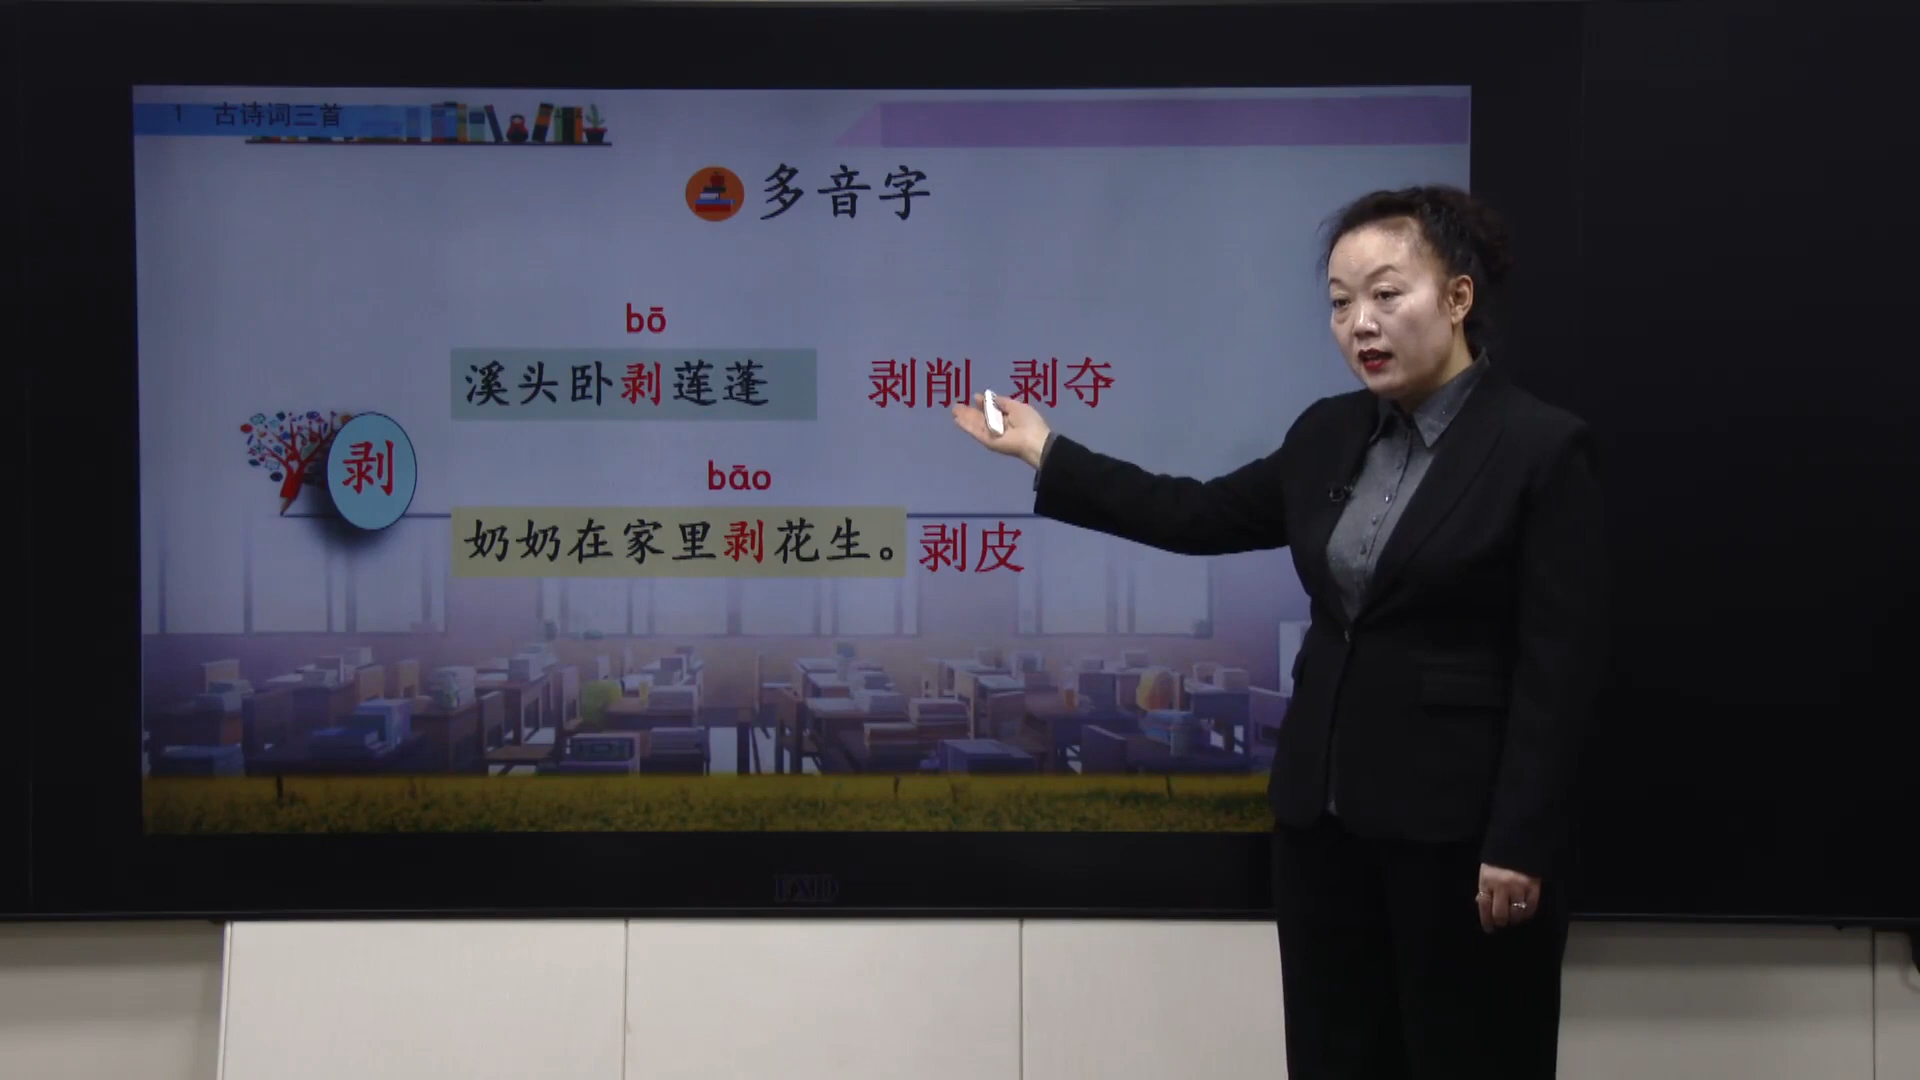 1 古诗词三首
多音字
bō
溪头卧剥莲蓬 剥削 剥夺
剥
bāo
奶奶在家里剥花生。 剥皮